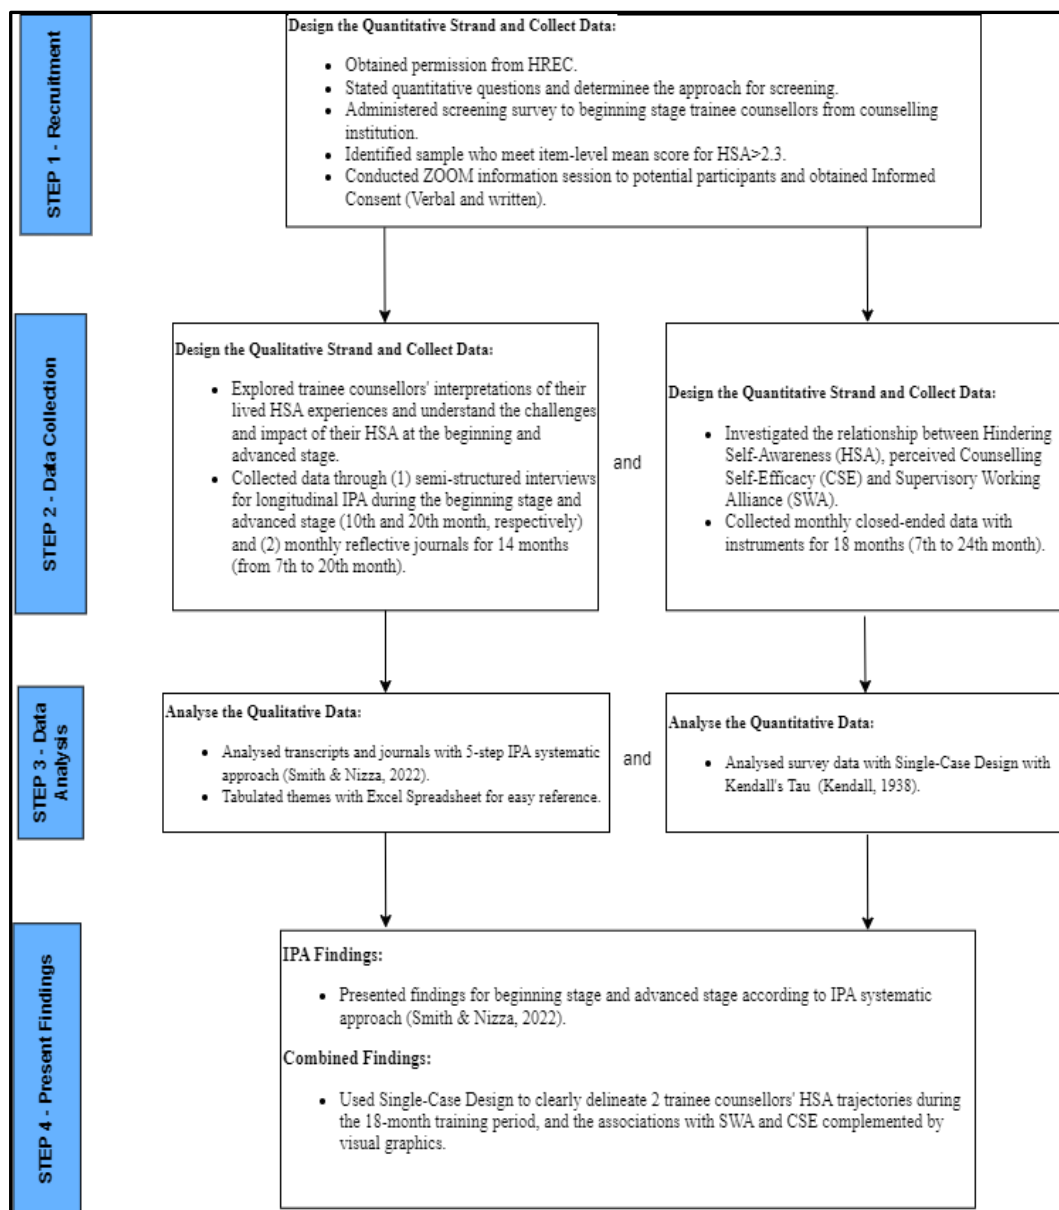 STEP 1 - Recruitment
Design the Quantitative Strand and Collect Data:
• Obtained permission from HREC.
• Stated quantitative questions and determinee the approach for screening.
• Administered screening survey to beginning stage trainee counsellors from counselling
institution.
• Identified sample who meet item-level mean score for HSA>2.3.
• Conducted ZOOM information session to potential participants and obtained Informed
Consent (Verbal and written).
STEP 2 - Data Collection
Design the Qualitative Strand and Collect Data:
• Explored trainee counsellors' interpretations of their
lived HSA experiences and understand the challenges
and impact of their HSA at the beginning and
advanced stage.
• Collected data through (1) semi-structured interviews
for longitudinal IPA during the beginning stage and
advanced stage (10th and 20th month, respectively)
and (2) monthly reflective journals for 14 months
(from 7th to 20th month).
and
Design the Quantitative Strand and Collect Data:
• Investigated the relationship between Hindering
Self-Awareness (HSA), perceived Counselling
Self-Efficacy (CSE) and Supervisory Working
Alliance (SWA).
• Collected monthly closed-ended data with
instruments for 18 months (7th to 24th month).
STEP 3 - Data
Analysis
Analyse the Qualitative Data:
• Analysed transcripts and journals with 5-step IPA systematic
approach (Smith & Nizza, 2022).
• Tabulated themes with Excel Spreadsheet for easy reference.
and
Analyse the Quantitative Data:
• Analysed survey data with Single-Case Design with
Kendall's Tau (Kendall, 1938).
STEP 4 - Present Findings
IPA Findings:
• Presented findings for beginning stage and advanced stage according to IPA systematic
approach (Smith & Nizza, 2022).
Combined Findings:
• Used Single-Case Design to clearly delineate 2 trainee counsellors' HSA trajectories during
the 18-month training period, and the associations with SWA and CSE complemented by
visual graphics.